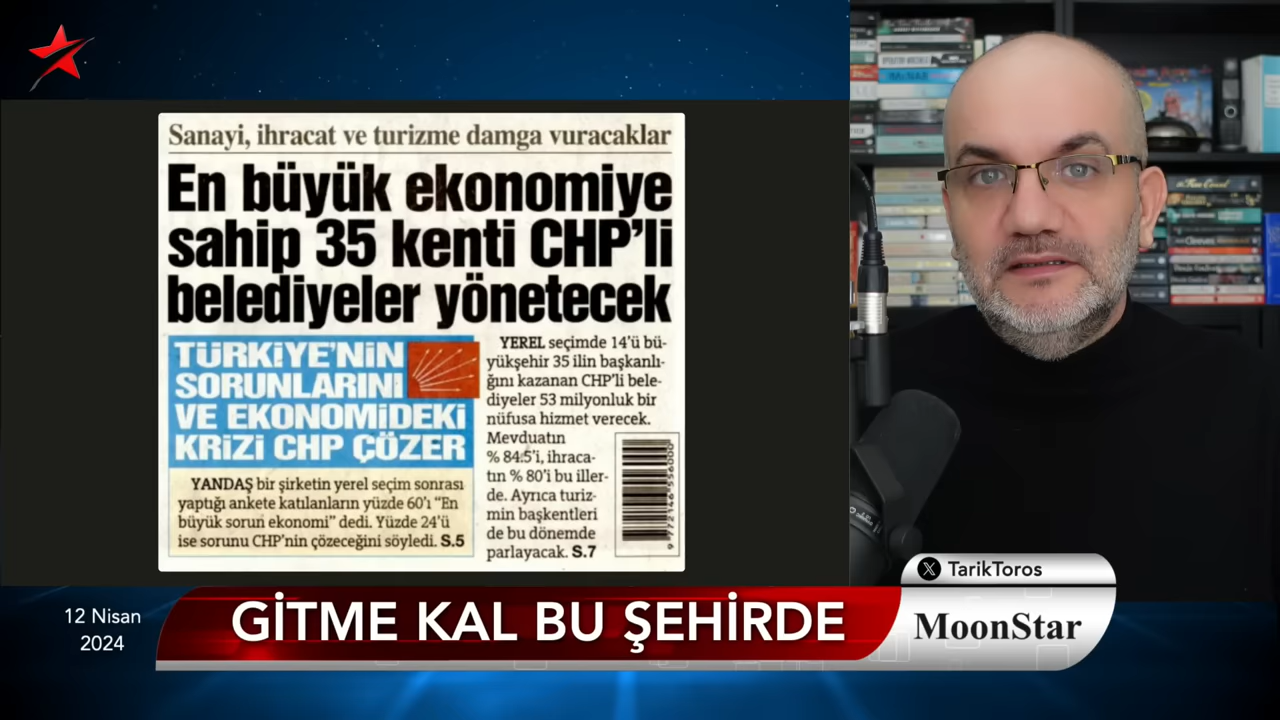 Sanayi, ihracat ve turizme damga vuracaklar
En büyük ekonomiye
sahip 35 kenti CHP'li
belediyeler yönetecek
TÜRKİYE'NİN
SORUNLARINI
VE EKONOMİDEKİ
KRİZİ CHP ÇÖZER
YANDAŞ bir şirketin yerel seçim sonrası
yaptığı ankete katılanların yüzde 60'ı "En
büyük sorun ekonomi" dedi. Yüzde 24'ü
ise sorunu CHP'nin çözeceğini söyledi. S.5
YEREL seçimde 14'ü bü-
yükşehir 35 ilin başkanlı-
ğını kazanan CHP'li bele-
diyeler 53 milyonluk bir
nüfusa hizmet verecek.
Mevduatın
% 84.5'i, ihraca-
tın % 80'i bu iller-
de. Ayrıca turiz-
min başkentleri
de bu dönemde
parlayacak. S.7
9 772146 556000
TarikToros
12 Nisan
2024
GİTME KAL BU ŞEHİRDE
MoonStar